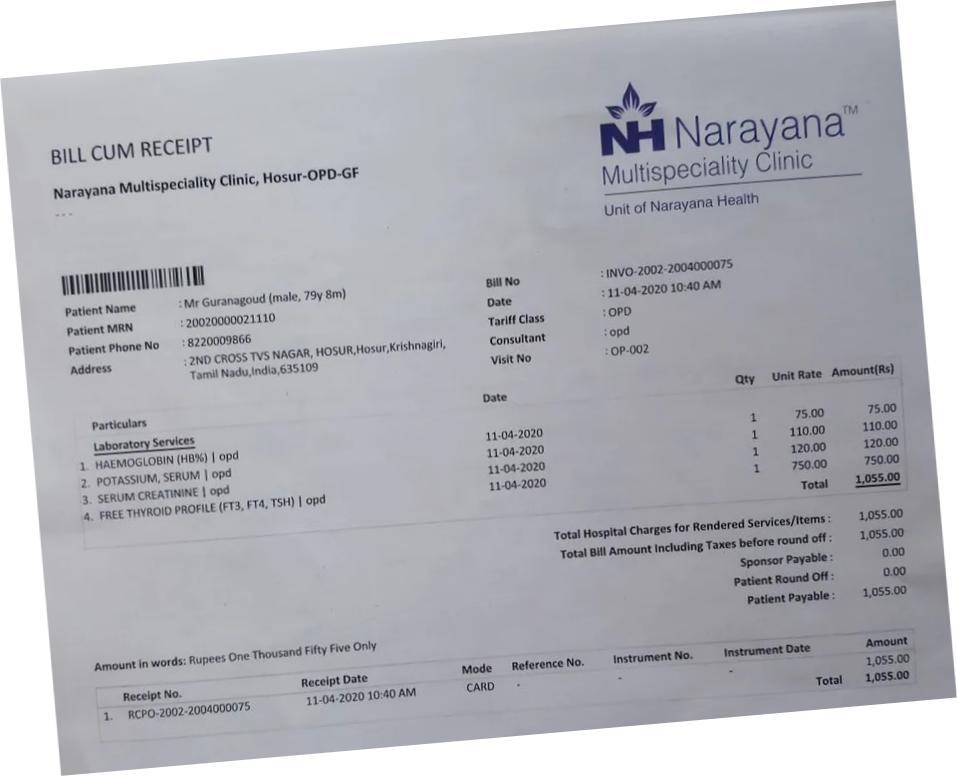 BILL CUM RECEIPT
NH Narayana™
Multispeciality Clinic
Unit of Narayana Health
Narayana Multispeciality Clinic, Hosur-OPD-GF
- - -
Patient Name : Mr Guranagoud (male, 79y 8m)
Patient MRN : 20020000021110
Patient Phone No : 8220009866
Address : 2ND CROSS TVS NAGAR, HOSUR,Hosur,Krishnagiri,
Tamil Nadu,India,635109
Bill No : INVO-2002-2004000075
Date : 11-04-2020 10:40 AM
Tariff Class : OPD
Consultant : opd
Visit No : OP-002
Particulars Date Qty Unit Rate Amount(Rs)
Laboratory Services
1. HAEMOGLOBIN (HB%) | opd 11-04-2020 1 75.00 75.00
2. POTASSIUM, SERUM | opd 11-04-2020 1 110.00 110.00
3. SERUM CREATININE | opd 11-04-2020 1 120.00 120.00
4. FREE THYROID PROFILE (FT3, FT4, TSH) | opd 11-04-2020 1 750.00 750.00
Total 1,055.00
Total Hospital Charges for Rendered Services/Items : 1,055.00
Total Bill Amount Including Taxes before round off : 1,055.00
Sponsor Payable : 0.00
Patient Round Off : 0.00
Patient Payable : 1,055.00
Amount in words: Rupees One Thousand Fifty Five Only
Receipt No. Receipt Date Mode Reference No. Instrument No. Instrument Date Amount
1. RCPO-2002-2004000075 11-04-2020 10:40 AM CARD - - - 1,055.00
Total 1,055.00